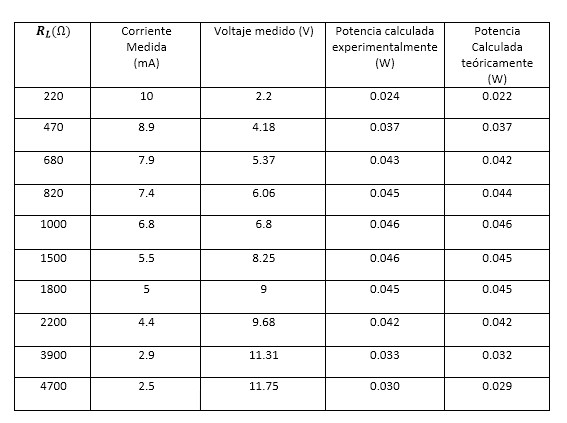 R_L(Ω) Corriente Medida (mA) Voltaje medido (V) Potencia calculada experimentalmente (W) Potencia Calculada teóricamente (W)
220 10 2.2 0.024 0.022
470 8.9 4.18 0.037 0.037
680 7.9 5.37 0.043 0.042
820 7.4 6.06 0.045 0.044
1000 6.8 6.8 0.046 0.046
1500 5.5 8.25 0.046 0.045
1800 5 9 0.045 0.045
2200 4.4 9.68 0.042 0.042
3900 2.9 11.31 0.033 0.032
4700 2.5 11.75 0.030 0.029